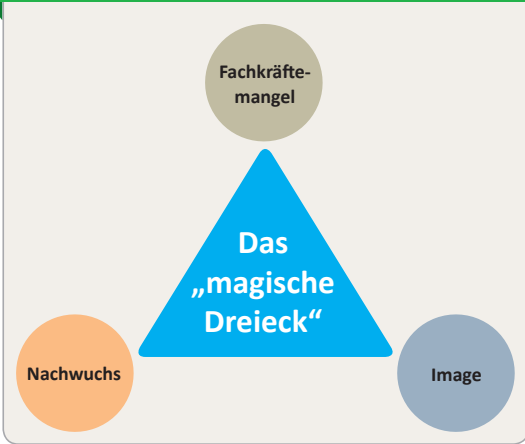 Fachkräfte-
mangel
Das
„magische
Dreieck“
Nachwuchs
Image